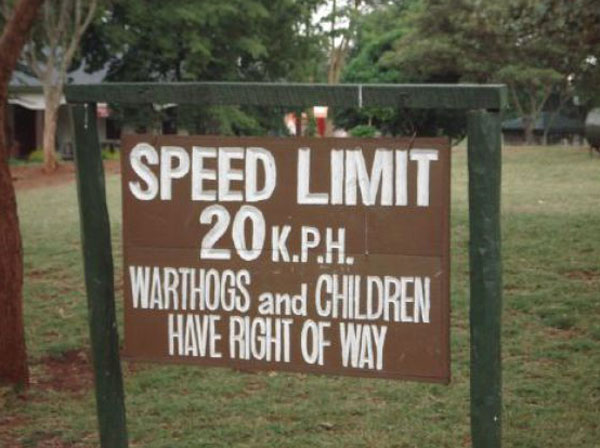 SPEED LIMIT
20 K.P.H.
WARTHOGS and CHILDREN
HAVE RIGHT OF WAY